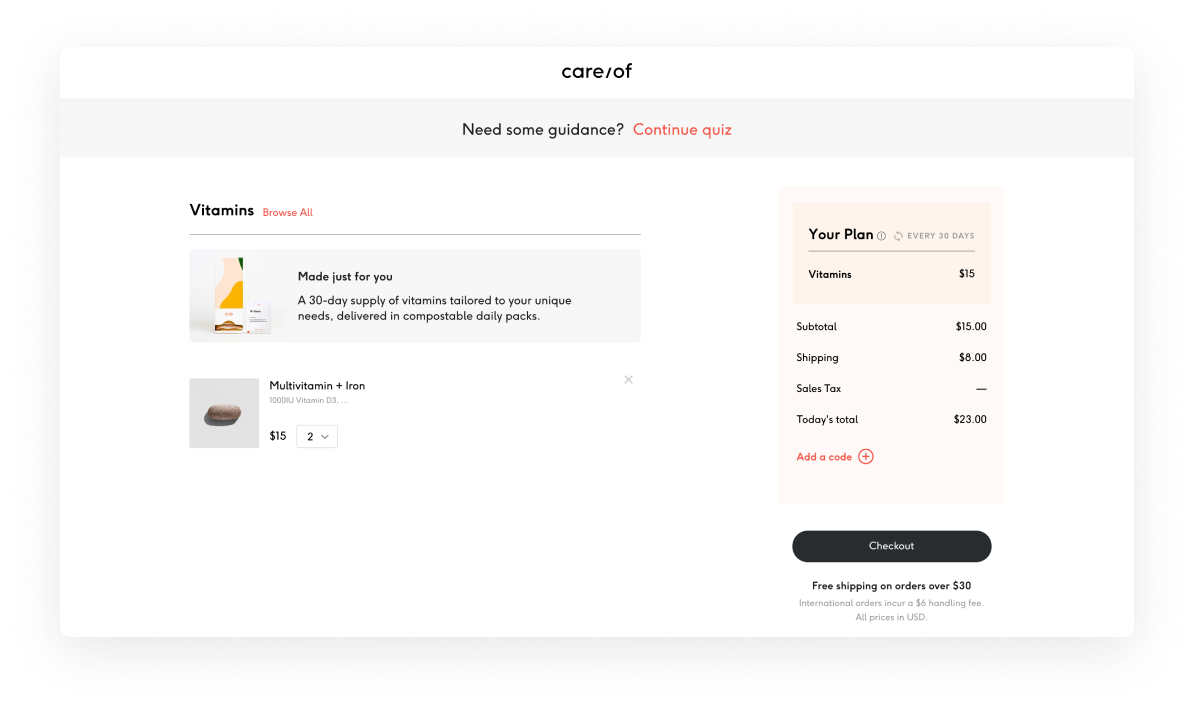 care/of
Need some guidance? Continue quiz
Vitamins Browse All
Made just for you
A 30-day supply of vitamins tailored to your unique
needs, delivered in compostable daily packs.
Multivitamin + Iron
1000IU Vitamin D3, ...
$15 2
Your Plan EVERY 30 DAYS
Vitamins $15
Subtotal $15.00
Shipping $8.00
Sales Tax —
Today's total $23.00
Add a code
Checkout
Free shipping on orders over $30
International orders incur a $6 handling fee.
All prices in USD.